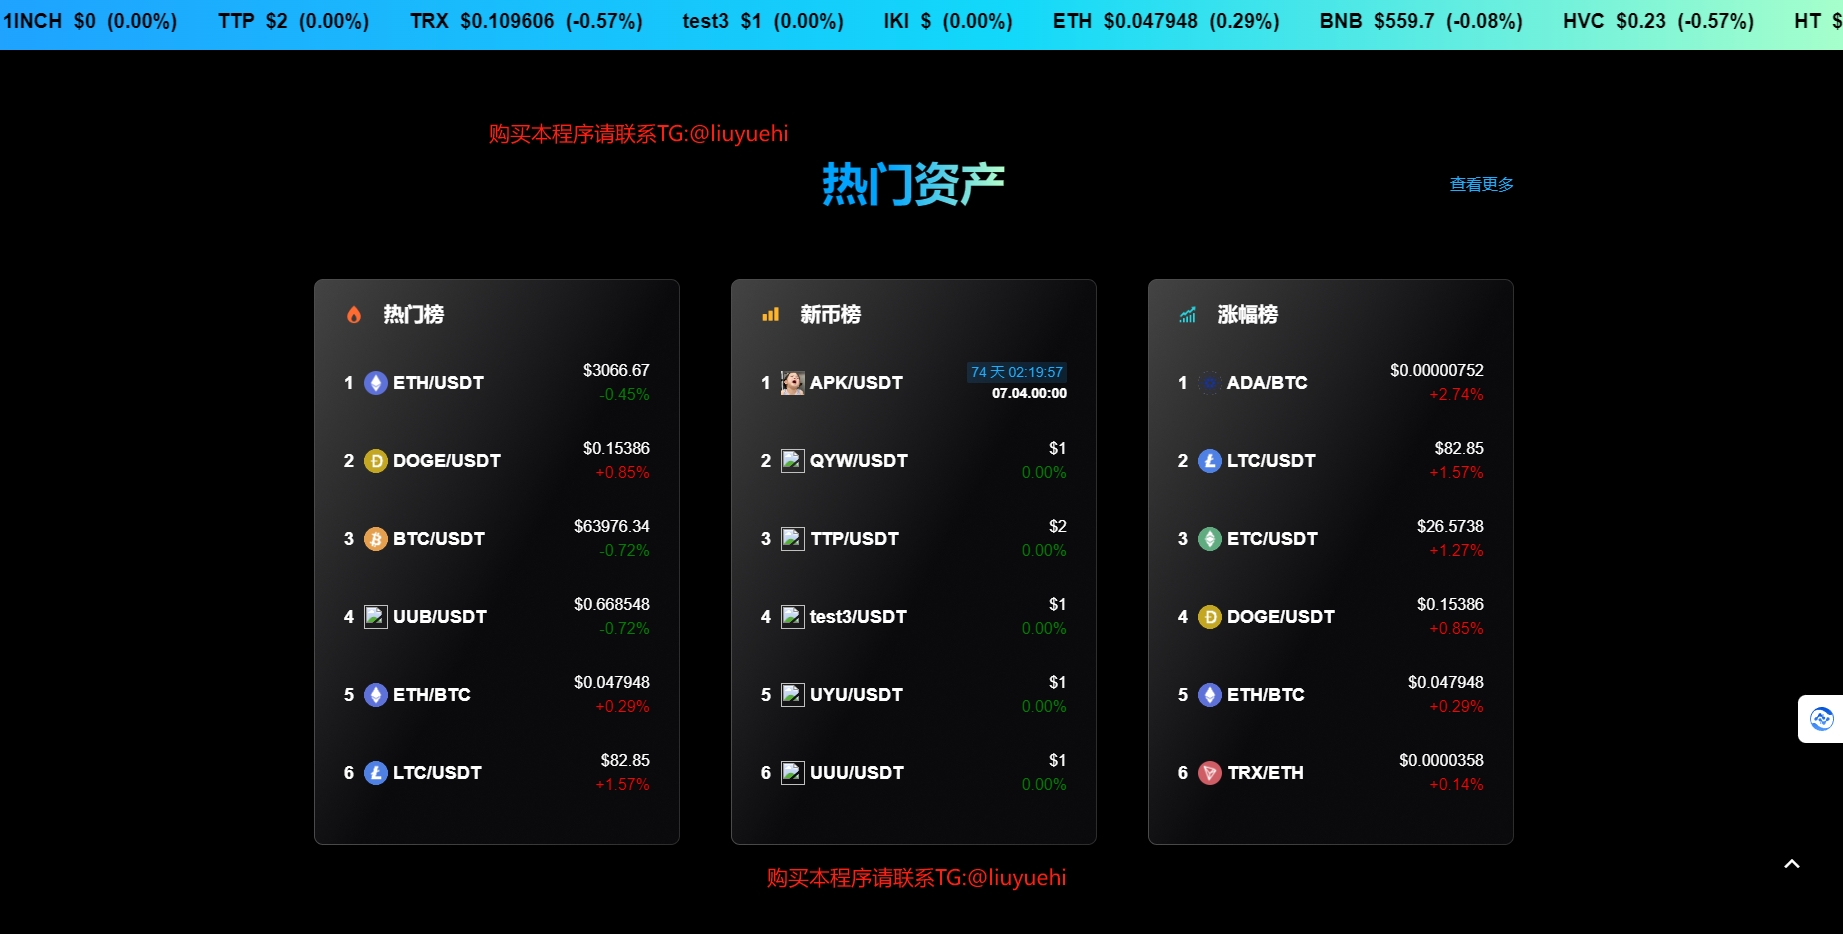 1INCH $0 (0.00%) TTP $2 (0.00%) TRX $0.109606 (-0.57%) test3 $1 (0.00%) IKI $ (0.00%) ETH $0.047948 (0.29%) BNB $559.7 (-0.08%) HVC $0.23 (-0.57%) HT $
购买本程序请联系TG:@liuyuehi
热门资产
查看更多
热门榜
1 ETH/USDT $3066.67
-0.45%
2 DOGE/USDT $0.15386
+0.85%
3 BTC/USDT $63976.34
-0.72%
4 UUB/USDT $0.668548
-0.72%
5 ETH/BTC $0.047948
+0.29%
6 LTC/USDT $82.85
+1.57%
新币榜
1 APK/USDT 74 天 02:19:57
07.04.00:00
2 QYW/USDT $1
0.00%
3 TTP/USDT $2
0.00%
4 test3/USDT $1
0.00%
5 UYU/USDT $1
0.00%
6 UUU/USDT $1
0.00%
涨幅榜
1 ADA/BTC $0.00000752
+2.74%
2 LTC/USDT $82.85
+1.57%
3 ETC/USDT $26.5738
+1.27%
4 DOGE/USDT $0.15386
+0.85%
5 ETH/BTC $0.047948
+0.29%
6 TRX/ETH $0.0000358
+0.14%
购买本程序请联系TG:@liuyuehi